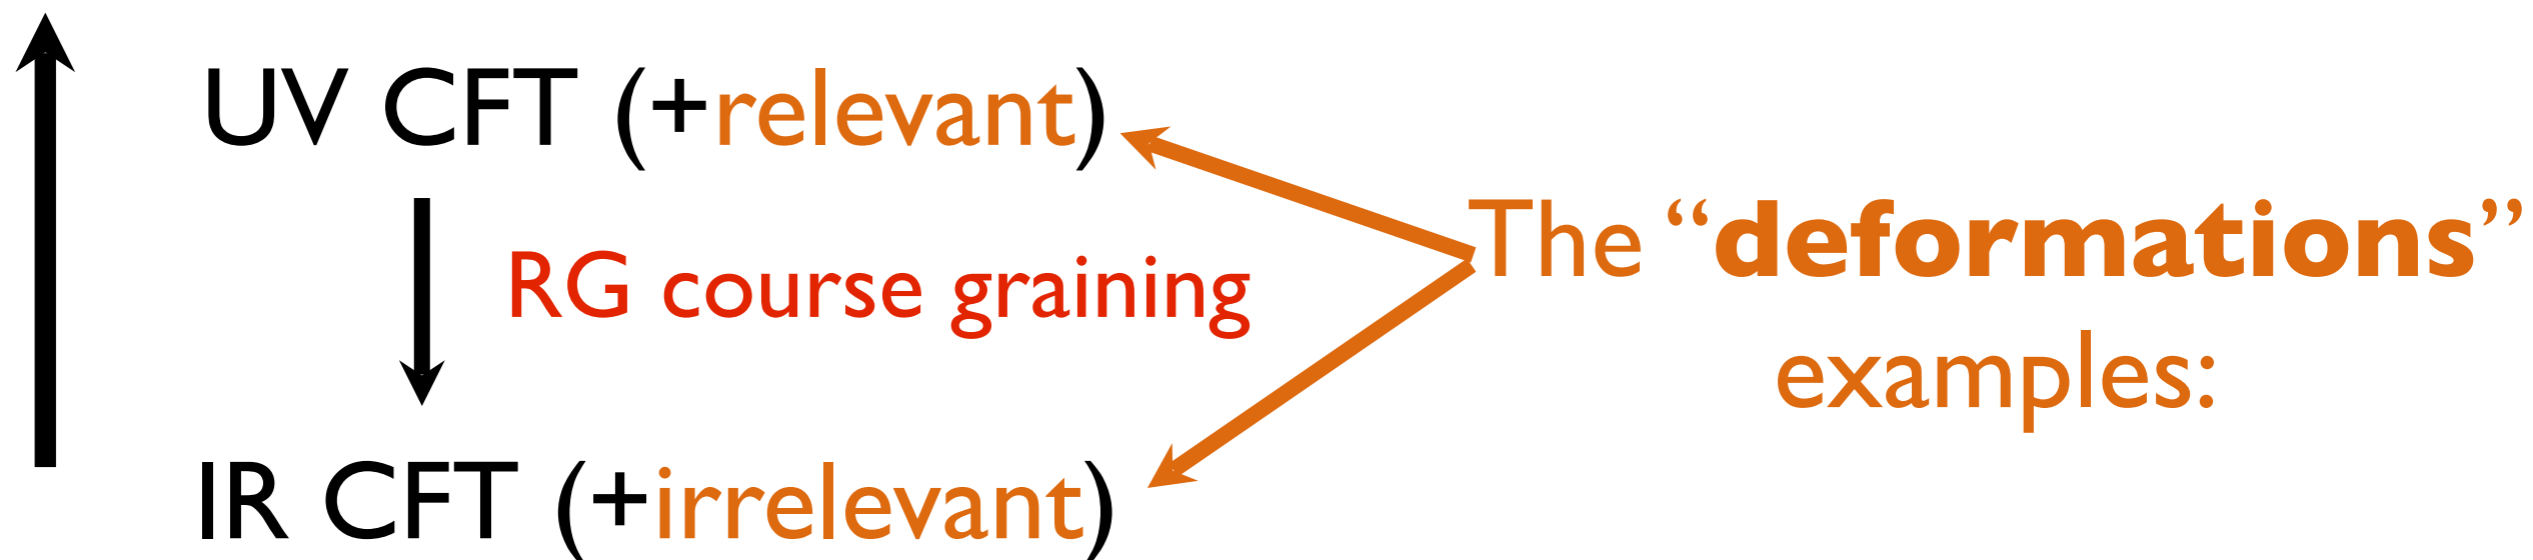 UV CFT (+relevant)
RG course graining
The “deformations”
examples:
IR CFT (+irrelevant)